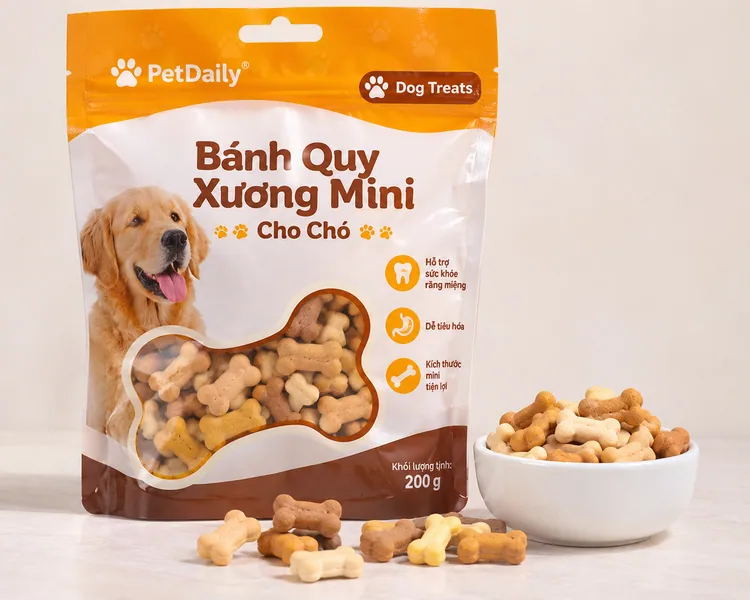 PetDaily®
Dog Treats
Bánh Quy
Xương Mini
Cho Chó
Hỗ trợ
sức khỏe
răng miệng
Dễ tiêu hóa
Kích thước
mini
tiện lợi
Khối lượng tịnh:
200 g